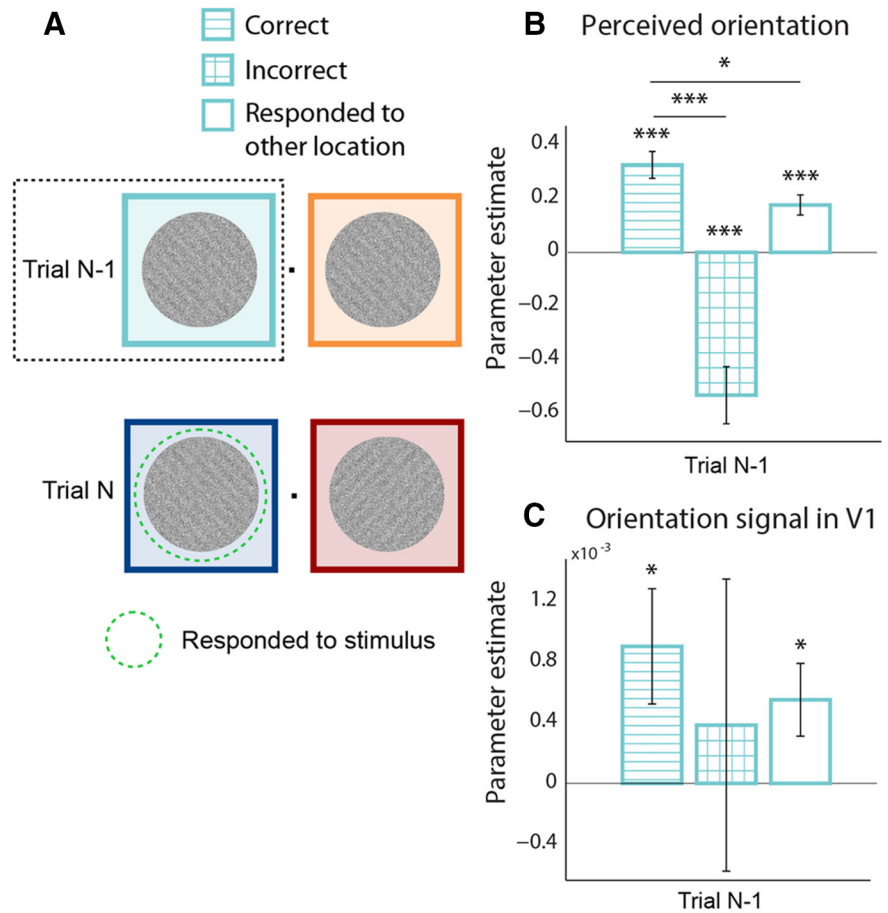 A
Correct
Incorrect
Responded to
other location
Trial N-1
Trial N
Responded to stimulus
B
Perceived orientation
*
***
***
***
***
Parameter estimate
0.4
0.2
0
−0.2
−0.4
−0.6
Trial N-1
C
Orientation signal in V1
x10-3
*
*
Parameter estimate
1.2
0.8
0.4
0
−0.4
Trial N-1